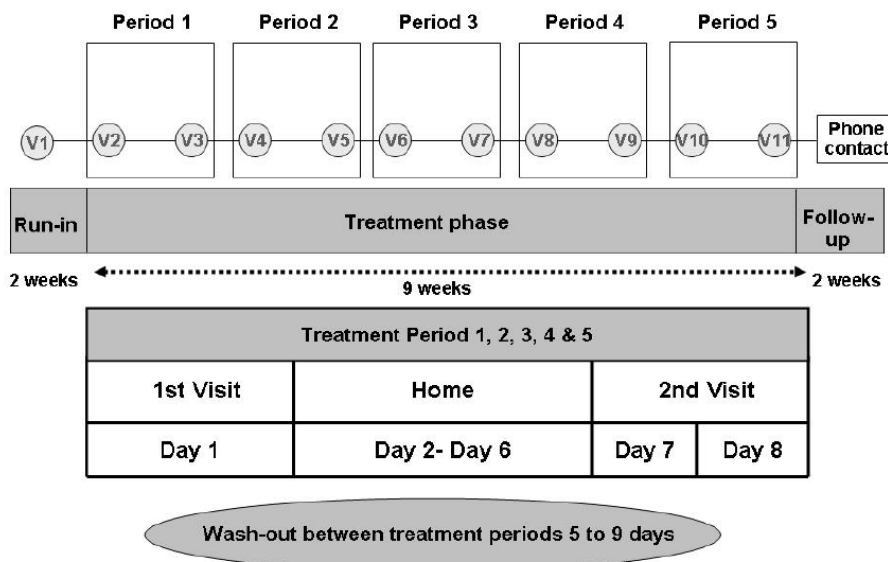 Period 1 Period 2 Period 3 Period 4 Period 5
V1 V2 V3 V4 V5 V6 V7 V8 V9 V10 V11
Phone
contact
Run-in
Treatment phase
Follow-
up
2 weeks
9 weeks
2 weeks
Treatment Period 1, 2, 3, 4 & 5
1st Visit Home 2nd Visit
Day 1 Day 2- Day 6 Day 7 Day 8
Wash-out between treatment periods 5 to 9 days